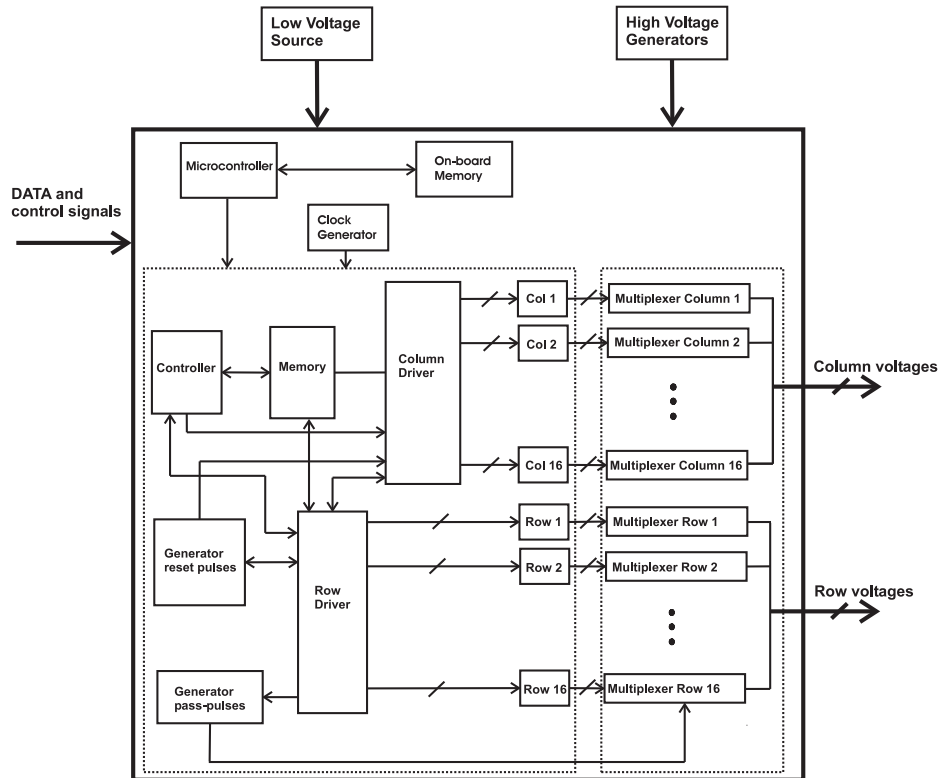 Low Voltage
Source
High Voltage
Generators
DATA and
control signals
Microcontroller
On-board
Memory
Clock
Generator
Controller
Memory
Column
Driver
Col 1
Col 2
Col 16
Multiplexer Column 1
Multiplexer Column 2
Multiplexer Column 16
Column voltages
Generator
reset pulses
Row
Driver
Row 1
Row 2
Row 16
Multiplexer Row 1
Multiplexer Row 2
Multiplexer Row 16
Row voltages
Generator
pass-pulses